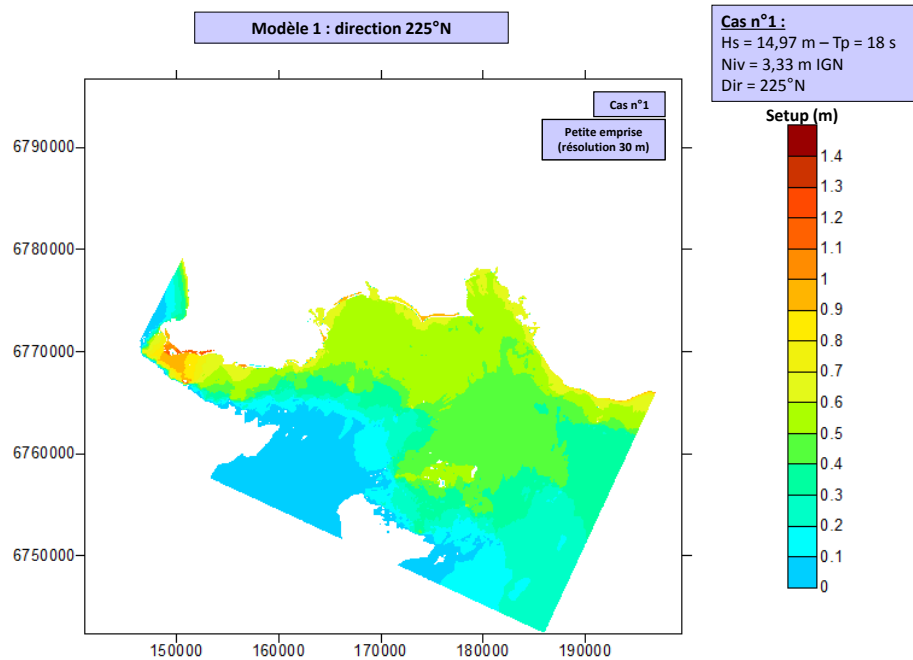 Modèle 1 : direction 225°N
Cas n°1 :
Hs = 14,97 m – Tp = 18 s
Niv = 3,33 m IGN
Dir = 225°N
Cas n°1
Petite emprise
(résolution 30 m)
Setup (m)
1.4
1.3
1.2
1.1
1
0.9
0.8
0.7
0.6
0.5
0.4
0.3
0.2
0.1
0
6790000
6780000
6770000
6760000
6750000
150000 160000 170000 180000 190000